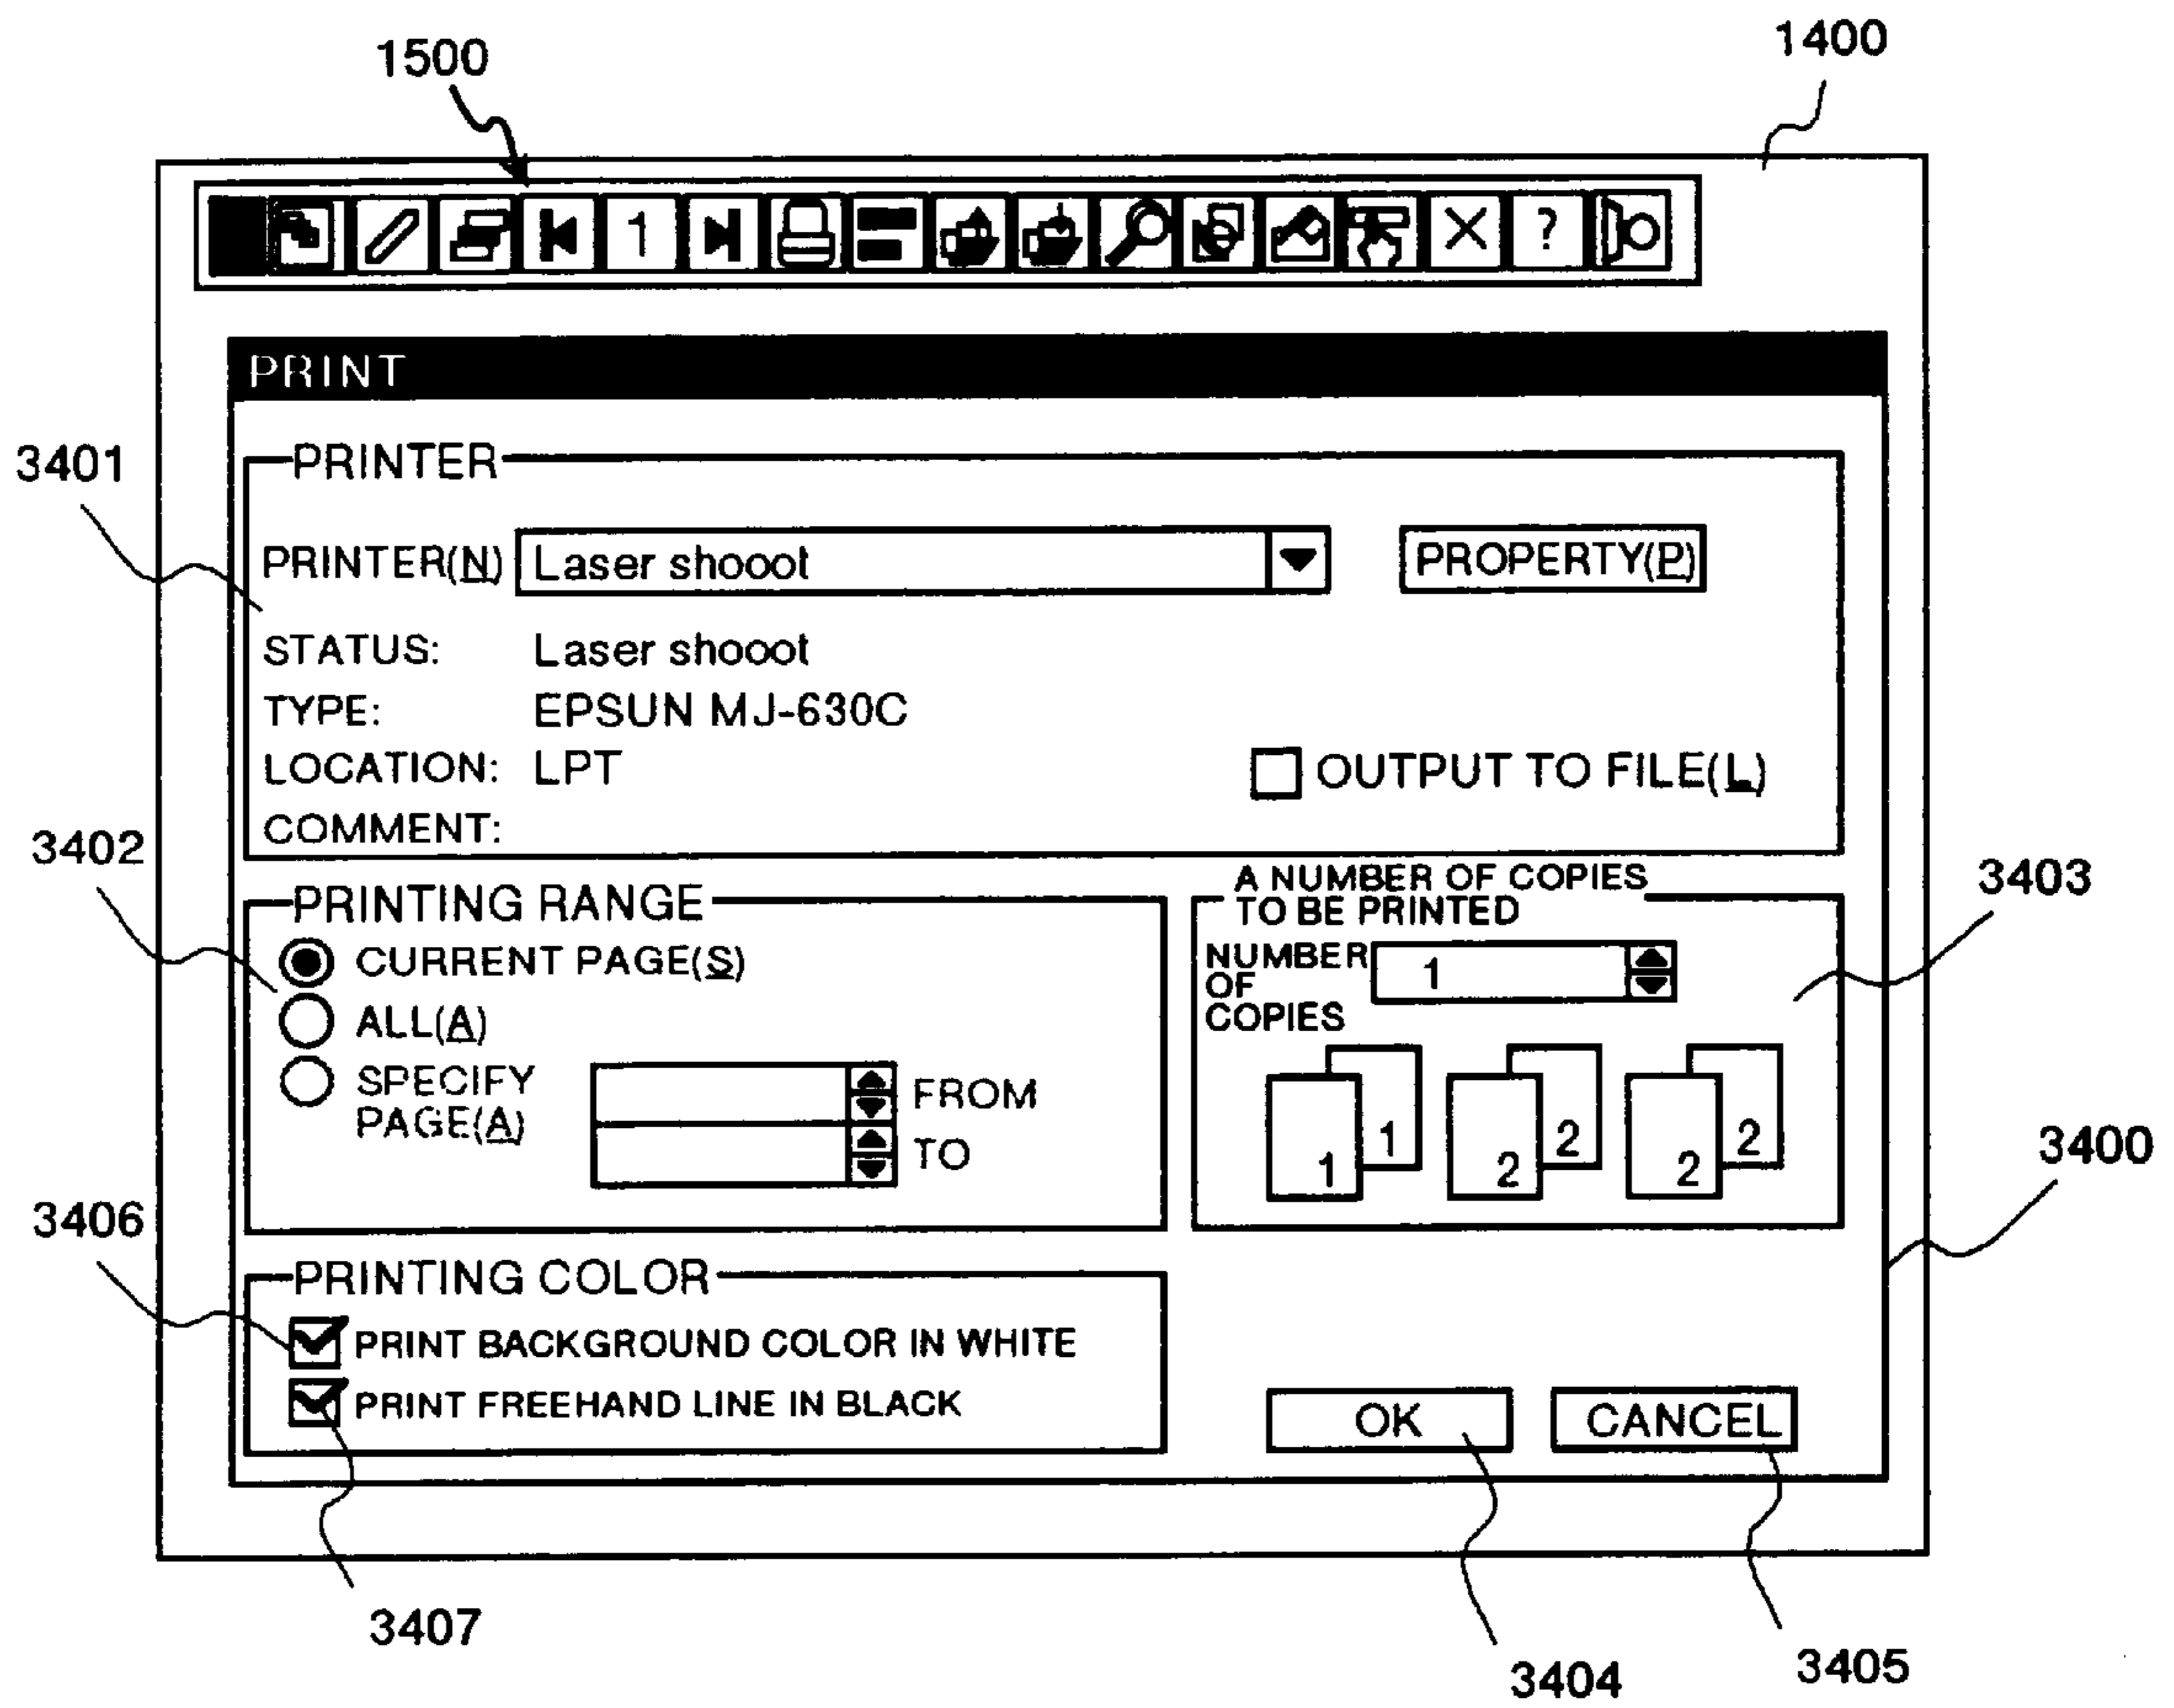 1500
1400
1
?
PRINT
3401
PRINTER
PRINTER(N) Laser shooot PROPERTY(P)
STATUS: Laser shooot
TYPE: EPSUN MJ-630C
LOCATION: LPT
OUTPUT TO FILE(L)
COMMENT:
3402
3403
PRINTING RANGE
CURRENT PAGE(S)
ALL(A)
SPECIFY
PAGE(A)
FROM
TO
A NUMBER OF COPIES
TO BE PRINTED
NUMBER
OF
COPIES
1
1 1 2 2 2 2
3400
3406
PRINTING COLOR
PRINT BACKGROUND COLOR IN WHITE
PRINT FREEHAND LINE IN BLACK
OK CANCEL
3407
3404
3405